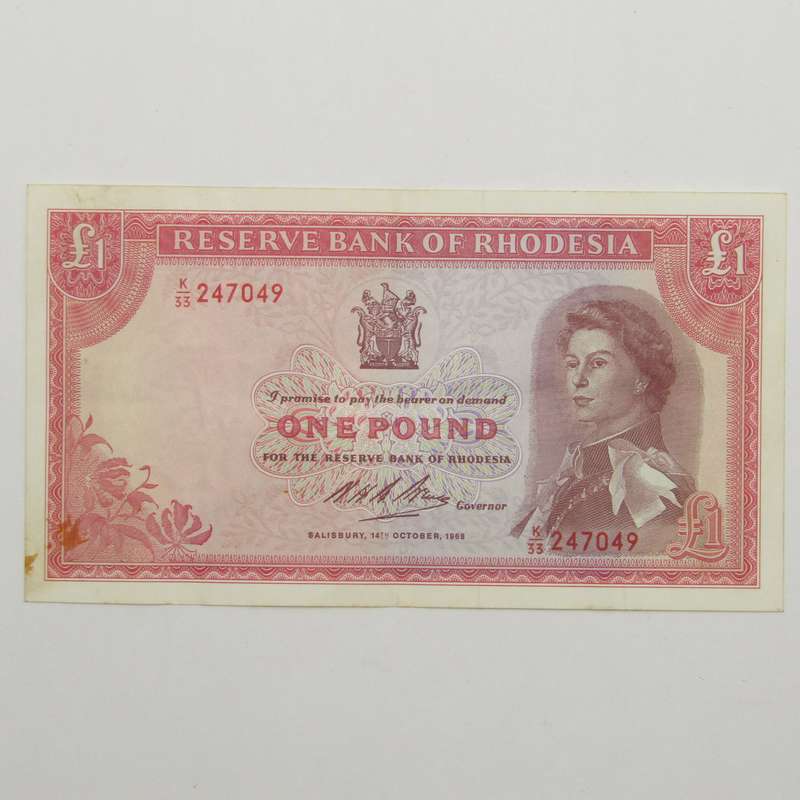 £1
RESERVE BANK OF RHODESIA
£1
K/33 247049
I promise to pay the bearer on demand
ONE POUND
FOR THE RESERVE BANK OF RHODESIA
Governor
SALISBURY, 14TH OCTOBER, 1968
K/33 247049
£1